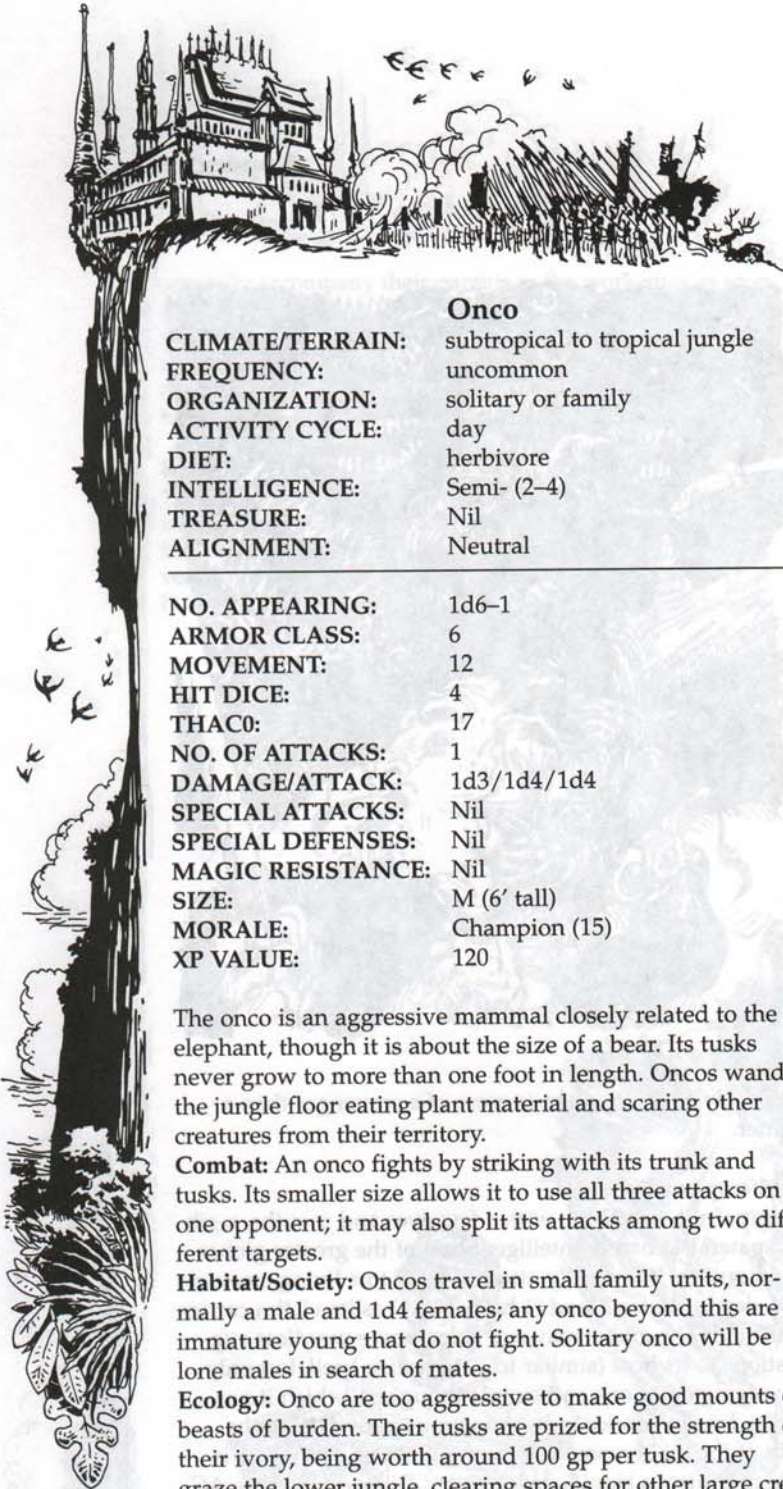 Onco
CLIMATE/TERRAIN: subtropical to tropical jungle
FREQUENCY: uncommon
ORGANIZATION: solitary or family
ACTIVITY CYCLE: day
DIET: herbivore
INTELLIGENCE: Semi- (2–4)
TREASURE: Nil
ALIGNMENT: Neutral
NO. APPEARING: 1d6–1
ARMOR CLASS: 6
MOVEMENT: 12
HIT DICE: 4
THAC0: 17
NO. OF ATTACKS: 1
DAMAGE/ATTACK: 1d3/1d4/1d4
SPECIAL ATTACKS: Nil
SPECIAL DEFENSES: Nil
MAGIC RESISTANCE: Nil
SIZE: M (6′ tall)
MORALE: Champion (15)
XP VALUE: 120
The onco is an aggressive mammal closely related to the
elephant, though it is about the size of a bear. Its tusks
never grow to more than one foot in length. Oncos wand
the jungle floor eating plant material and scaring other
creatures from their territory.
Combat: An onco fights by striking with its trunk and
tusks. Its smaller size allows it to use all three attacks on
one opponent; it may also split its attacks among two dif
ferent targets.
Habitat/Society: Oncos travel in small family units, nor-
mally a male and 1d4 females; any onco beyond this are
immature young that do not fight. Solitary onco will be
lone males in search of mates.
Ecology: Onco are too aggressive to make good mounts
beasts of burden. Their tusks are prized for the strength
their ivory, being worth around 100 gp per tusk. They
graze the lower jungle, clearing spaces for other large cre